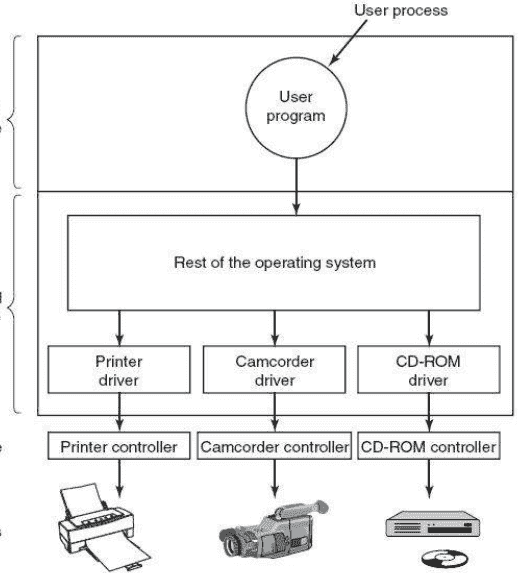 User process
User
program
Rest of the operating system
Printer
driver
Camcorder
driver
CD-ROM
driver
Printer controller
Camcorder controller
CD-ROM controller